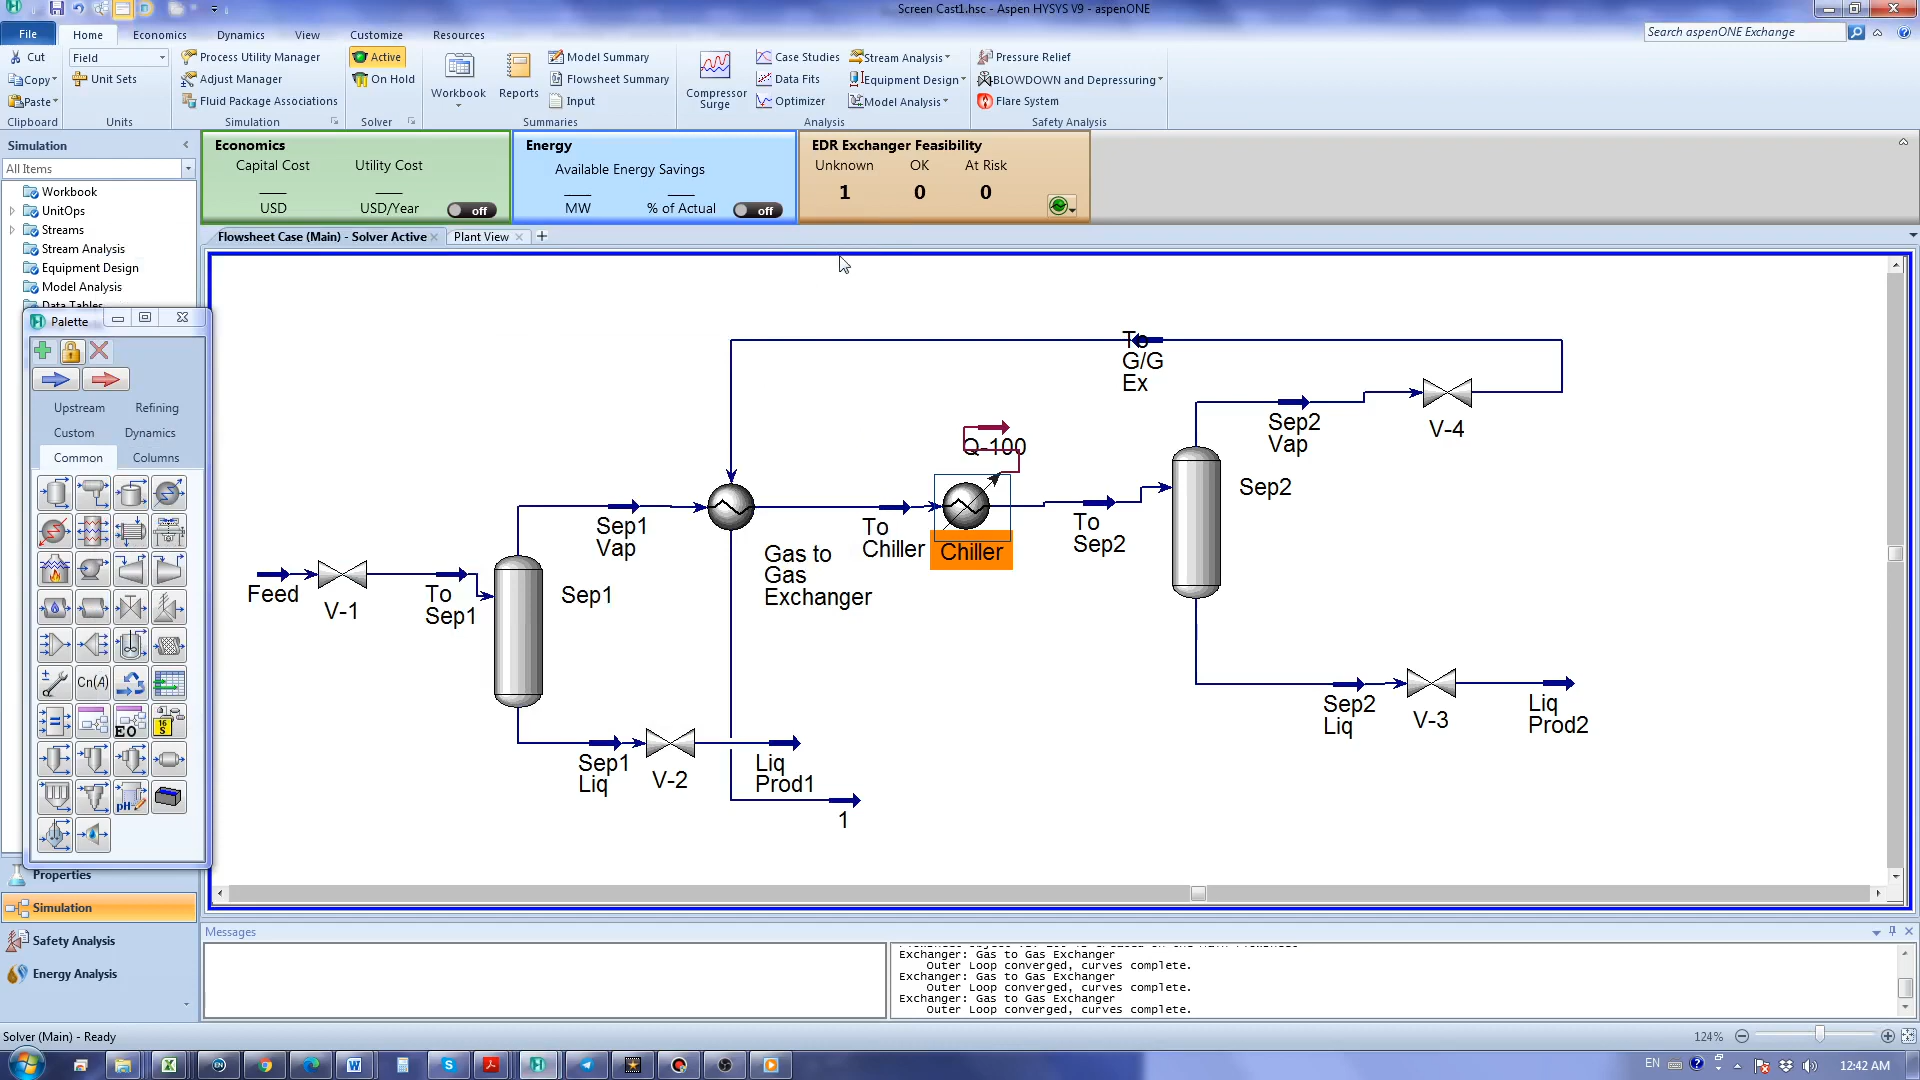 Screen Cast1.hsc - Aspen HYSYS V9 - aspenONE
File
Home
Economics
Dynamics
View
Customize
Resources
Search aspenONE Exchange
Cut
Copy
Paste
Clipboard
Field
Unit Sets
Units
Process Utility Manager
Adjust Manager
Fluid Package Associations
Simulation
Active
On Hold
Solver
Workbook
Reports
Model Summary
Flowsheet Summary
Input
Summaries
Compressor
Surge
Case Studies
Data Fits
Optimizer
Stream Analysis
Equipment Design
Model Analysis
Analysis
Pressure Relief
BLOWDOWN and Depressuring
Flare System
Safety Analysis
Simulation
All Items
Workbook
UnitOps
Streams
Stream Analysis
Equipment Design
Model Analysis
Data Tables
Economics
Capital Cost
Utility Cost
USD
USD/Year
off
Energy
Available Energy Savings
MW
% of Actual
off
EDR Exchanger Feasibility
Unknown
OK
At Risk
1
0
0
Flowsheet Case (Main) - Solver Active
Plant View
Palette
Upstream
Refining
Custom
Dynamics
Common
Columns
Cn(A)
EO
16
S
pH
To
G/G
Ex
Q-100
Sep2
Vap
V-4
Sep2
Sep1
Vap
Gas to
Gas
Exchanger
To
Chiller
Chiller
To
Sep2
Feed
V-1
To
Sep1
Sep1
Sep1
Liq
V-2
Liq
Prod1
1
Sep2
Liq
V-3
Liq
Prod2
Properties
Simulation
Safety Analysis
Energy Analysis
Messages
Exchanger: Gas to Gas Exchanger
Outer Loop converged, curves complete.
Exchanger: Gas to Gas Exchanger
Outer Loop converged, curves complete.
Exchanger: Gas to Gas Exchanger
Outer Loop converged, curves complete.
Solver (Main) - Ready
124%
EN
12:42 AM